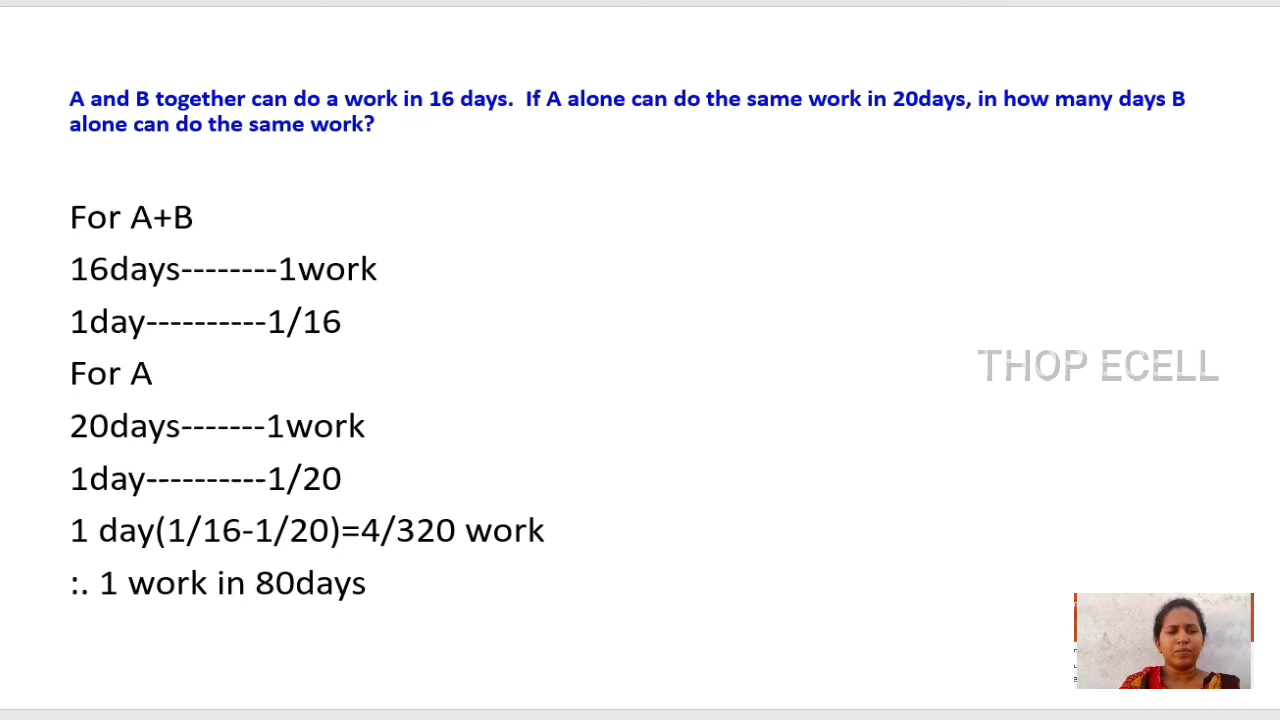 A and B together can do a work in 16 days.  If A alone can do the same work in 20days, in how many days B
alone can do the same work?
For A+B
16days--------1work
1day----------1/16
For A
20days-------1work
1day----------1/20
1 day(1/16-1/20)=4/320 work
:. 1 work in 80days
THOP ECELL